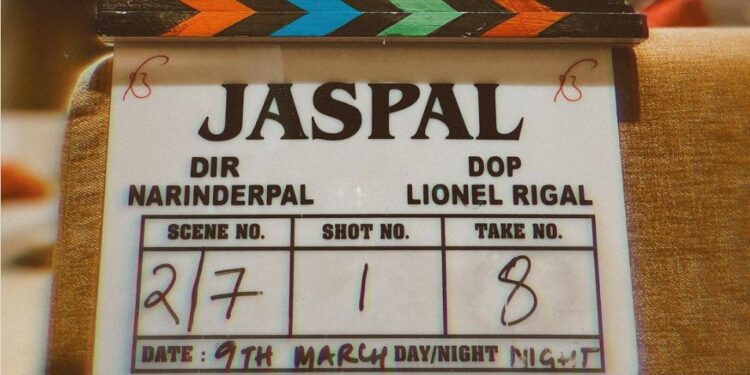 JASPAL
DIR DOP
NARINDERPAL LIONEL RIGAL
SCENE NO. SHOT NO. TAKE NO.
2/7 1 8
DATE : 9TH MARCH DAY/NIGHT NIGHT